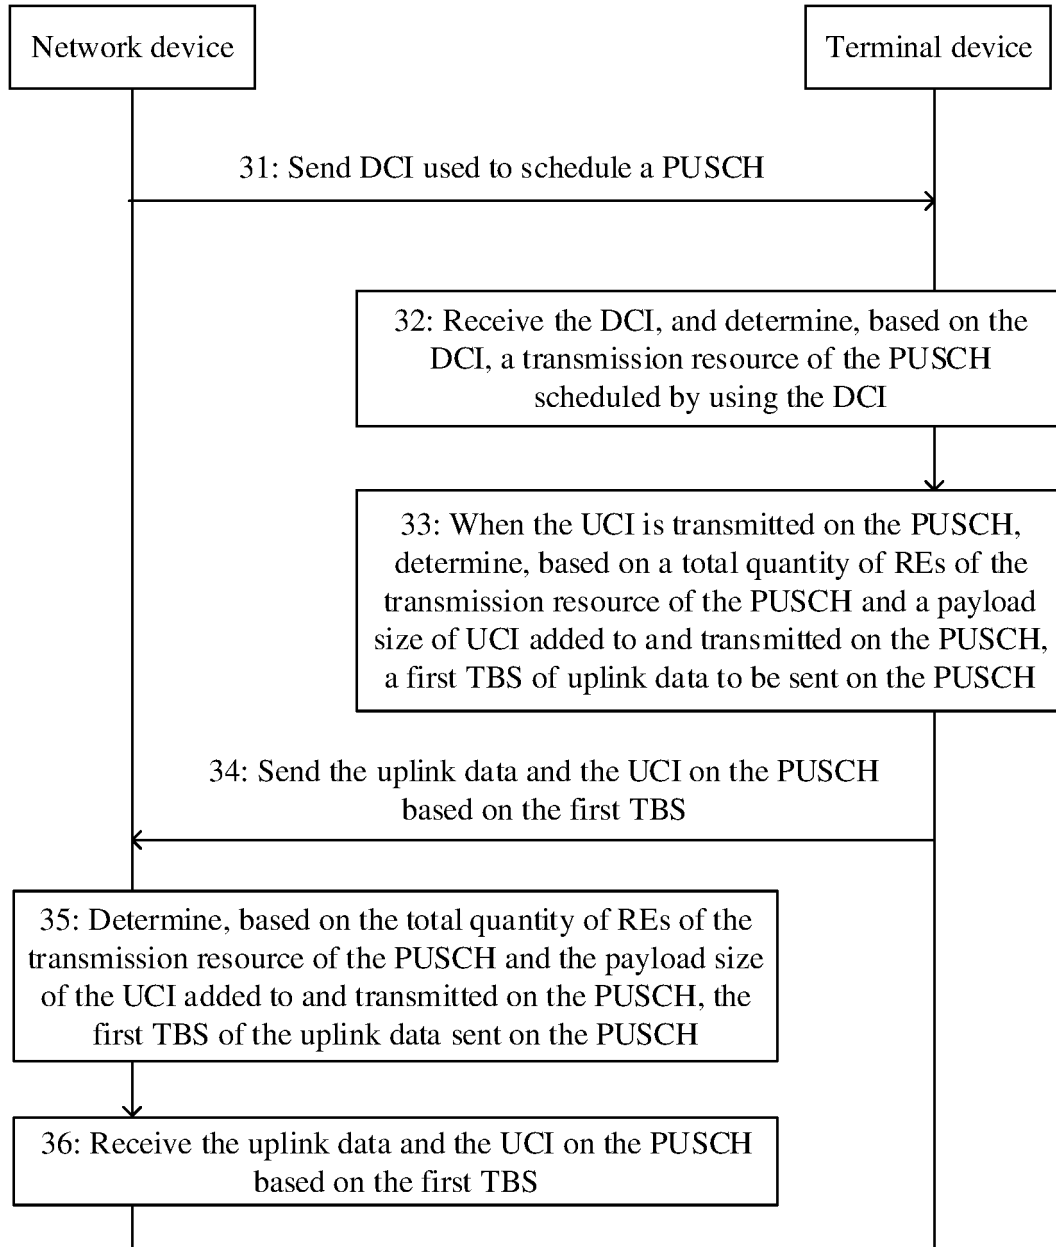 Network device
Terminal device
31: Send DCI used to schedule a PUSCH
32: Receive the DCI, and determine, based on the
DCI, a transmission resource of the PUSCH
scheduled by using the DCI
33: When the UCI is transmitted on the PUSCH,
determine, based on a total quantity of REs of the
transmission resource of the PUSCH and a payload
size of UCI added to and transmitted on the PUSCH,
a first TBS of uplink data to be sent on the PUSCH
34: Send the uplink data and the UCI on the PUSCH
based on the first TBS
35: Determine, based on the total quantity of REs of the
transmission resource of the PUSCH and the payload size
of the UCI added to and transmitted on the PUSCH, the
first TBS of the uplink data sent on the PUSCH
36: Receive the uplink data and the UCI on the PUSCH
based on the first TBS